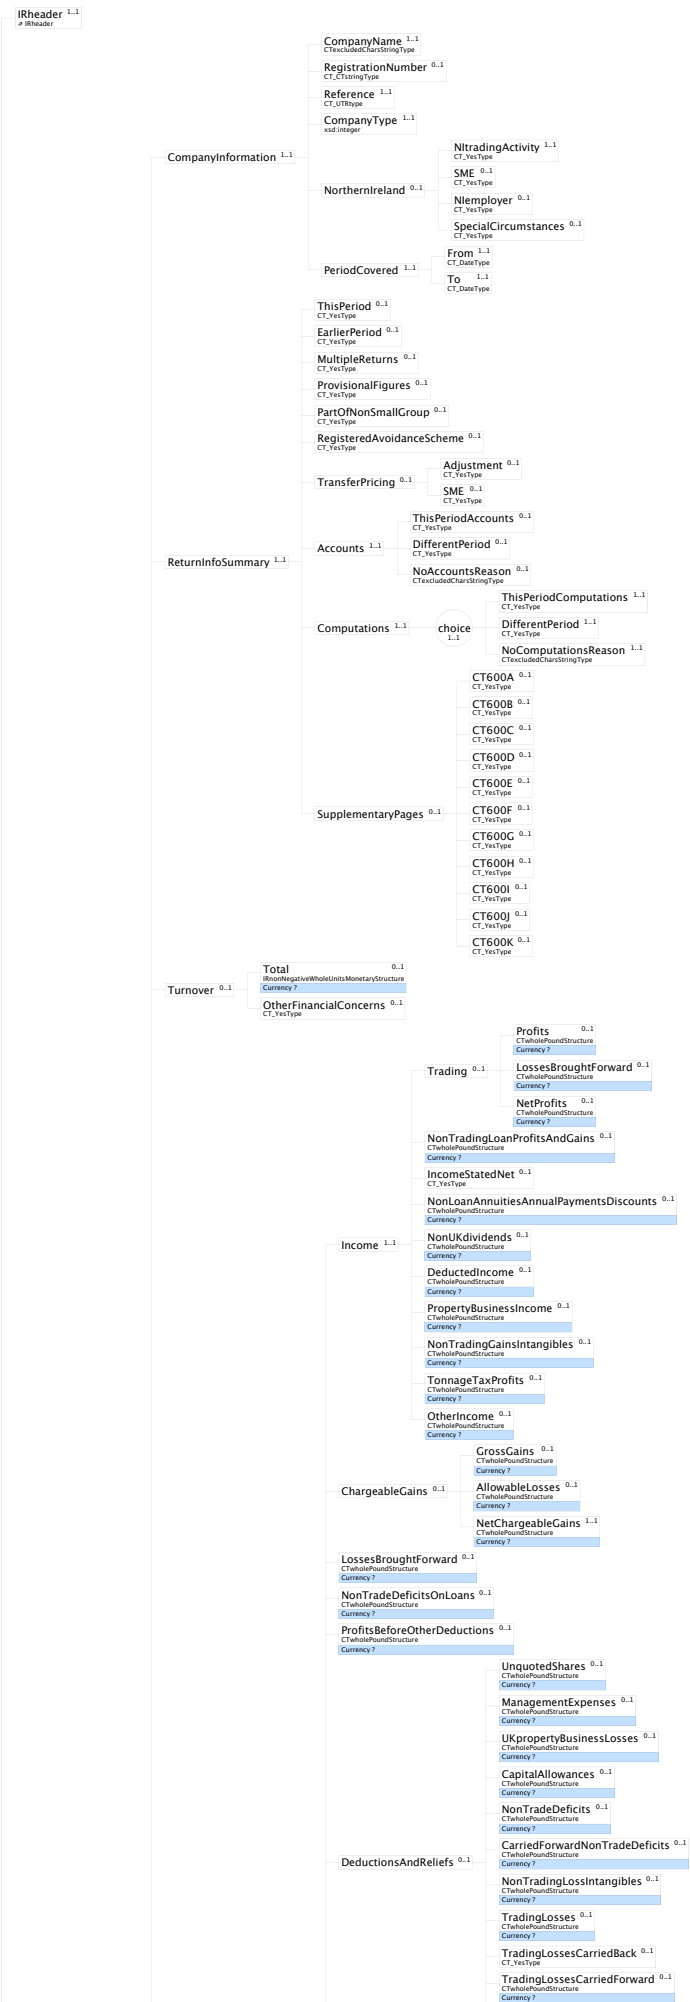 IRheader 1..1
⇗ IRheader
CompanyName 1..1
CTexcludedCharsStringType
RegistrationNumber 0..1
CT_CTstringType
Reference 1..1
CT_UTRtype
CompanyType 1..1
xsd:integer
CompanyInformation 1..1
NItradingActivity 1..1
CT_YesType
SME 0..1
CT_YesType
NorthernIreland 0..1
NIemployer 0..1
CT_YesType
SpecialCircumstances 0..1
CT_YesType
From 1..1
CT_DateType
PeriodCovered 1..1
To 1..1
CT_DateType
ThisPeriod 0..1
CT_YesType
EarlierPeriod 0..1
CT_YesType
MultipleReturns 0..1
CT_YesType
ProvisionalFigures 0..1
CT_YesType
PartOfNonSmallGroup 0..1
CT_YesType
RegisteredAvoidanceScheme 0..1
CT_YesType
Adjustment 0..1
CT_YesType
TransferPricing 0..1
SME 0..1
CT_YesType
ThisPeriodAccounts 0..1
CT_YesType
Accounts 1..1
DifferentPeriod 0..1
CT_YesType
ReturnInfoSummary 1..1
NoAccountsReason 0..1
CTexcludedCharsStringType
ThisPeriodComputations 1..1
CT_YesType
Computations 1..1
choice
1..1
DifferentPeriod 1..1
CT_YesType
NoComputationsReason 1..1
CTexcludedCharsStringType
CT600A 0..1
CT_YesType
CT600B 0..1
CT_YesType
CT600C 0..1
CT_YesType
CT600D 0..1
CT_YesType
CT600E 0..1
CT_YesType
SupplementaryPages 0..1
CT600F 0..1
CT_YesType
CT600G 0..1
CT_YesType
CT600H 0..1
CT_YesType
CT600I 0..1
CT_YesType
CT600J 0..1
CT_YesType
CT600K 0..1
CT_YesType
Total 0..1
IRnonNegativeWholeUnitsMonetaryStructure
Currency ?
Turnover 0..1
OtherFinancialConcerns 0..1
CT_YesType
Profits 0..1
CTwholePoundStructure
Currency ?
Trading 0..1
LossesBroughtForward 0..1
CTwholePoundStructure
Currency ?
NetProfits 0..1
CTwholePoundStructure
Currency ?
NonTradingLoanProfitsAndGains 0..1
CTwholePoundStructure
Currency ?
IncomeStatedNet 0..1
CT_YesType
NonLoanAnnuitiesAnnualPaymentsDiscounts 0..1
CTwholePoundStructure
Currency ?
Income 1..1
NonUKdividends 0..1
CTwholePoundStructure
Currency ?
DeductedIncome 0..1
CTwholePoundStructure
Currency ?
PropertyBusinessIncome 0..1
CTwholePoundStructure
Currency ?
NonTradingGainsIntangibles 0..1
CTwholePoundStructure
Currency ?
TonnageTaxProfits 0..1
CTwholePoundStructure
Currency ?
OtherIncome 0..1
CTwholePoundStructure
Currency ?
GrossGains 0..1
CTwholePoundStructure
Currency ?
ChargeableGains 0..1
AllowableLosses 0..1
CTwholePoundStructure
Currency ?
NetChargeableGains 1..1
CTwholePoundStructure
Currency ?
LossesBroughtForward 0..1
CTwholePoundStructure
Currency ?
NonTradeDeficitsOnLoans 0..1
CTwholePoundStructure
Currency ?
ProfitsBeforeOtherDeductions 0..1
CTwholePoundStructure
Currency ?
UnquotedShares 0..1
CTwholePoundStructure
Currency ?
ManagementExpenses 0..1
CTwholePoundStructure
Currency ?
UKpropertyBusinessLosses 0..1
CTwholePoundStructure
Currency ?
CapitalAllowances 0..1
CTwholePoundStructure
Currency ?
NonTradeDeficits 0..1
CTwholePoundStructure
Currency ?
CarriedForwardNonTradeDeficits 0..1
CTwholePoundStructure
Currency ?
DeductionsAndReliefs 0..1
NonTradingLossIntangibles 0..1
CTwholePoundStructure
Currency ?
TradingLosses 0..1
CTwholePoundStructure
Currency ?
TradingLossesCarriedBack 0..1
CT_YesType
TradingLossesCarriedForward 0..1
CTwholePoundStructure
Currency ?